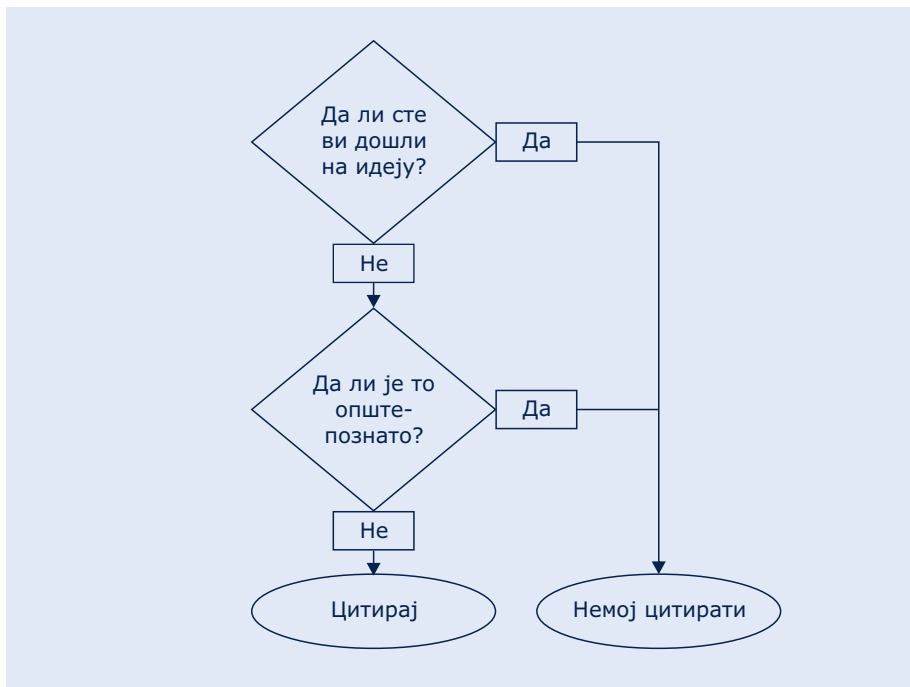 Да ли сте
ви дошли
на идеју?
Да
Не
Да ли је то
опште-
познато?
Да
Не
Цитирај
Немој цитирати